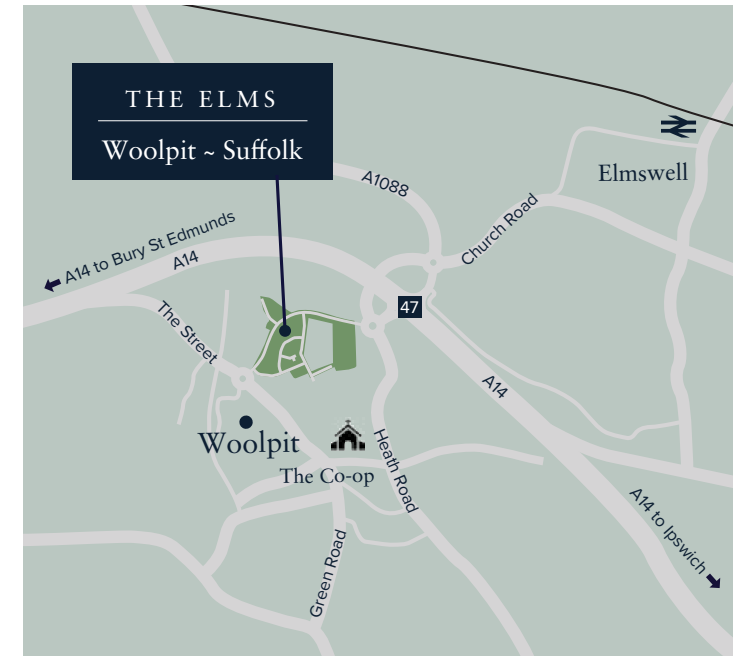 THE ELMS
Woolpit ~ Suffolk
Elmswell
A1088
Church Road
A14 to Bury St Edmunds
A14
47
The Street
A14
Woolpit
The Co-op
Heath Road
A14 to Ipswich
Green Road